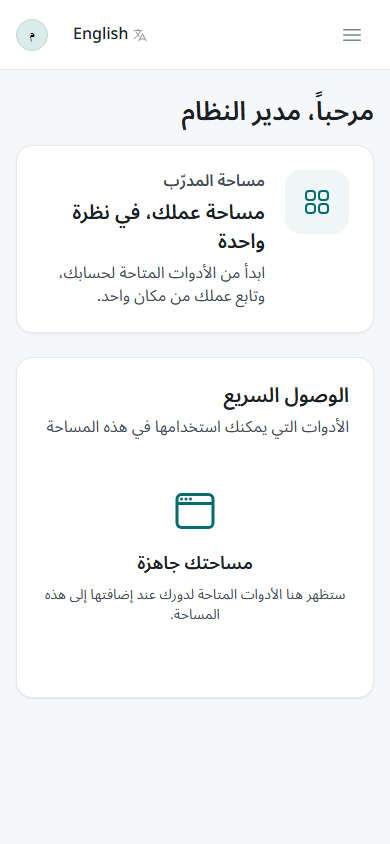 م
English
مرحباً، مدير النظام
مساحة المدرّب
مساحة عملك، في نظرة
واحدة
ابدأ من الأدوات المتاحة لحسابك،
وتابع عملك من مكان واحد.
الوصول السريع
الأدوات التي يمكنك استخدامها في هذه المساحة
مساحتك جاهزة
ستظهر هنا الأدوات المتاحة لدورك عند إضافتها إلى هذه
المساحة.